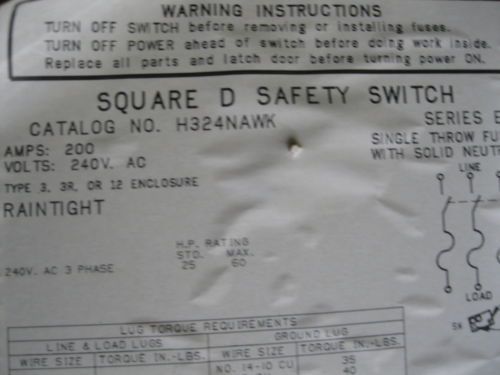 WARNING INSTRUCTIONS
TURN OFF SWITCH before removing or installing fuses.
TURN OFF POWER ahead of switch before doing work inside.
Replace all parts and latch door before turning power ON.
SQUARE D SAFETY SWITCH
CATALOG NO. H324NAWK
SERIES E
AMPS: 200
SINGLE THROW FU
VOLTS: 240V. AC
WITH SOLID NEUTR
LINE
TYPE 3, 3R, OR 12 ENCLOSURE
RAINTIGHT
H.P. RATING
STD. MAX.
240V. AC 3 PHASE 25 60
LOAD
SN
LUG TORQUE REQUIREMENTS
LINE & LOAD LUGS GROUND LUG
WIRE SIZE TORQUE IN.-LBS. WIRE SIZE TORQUE IN.-LBS.
NO. 14-10 CU 35
40